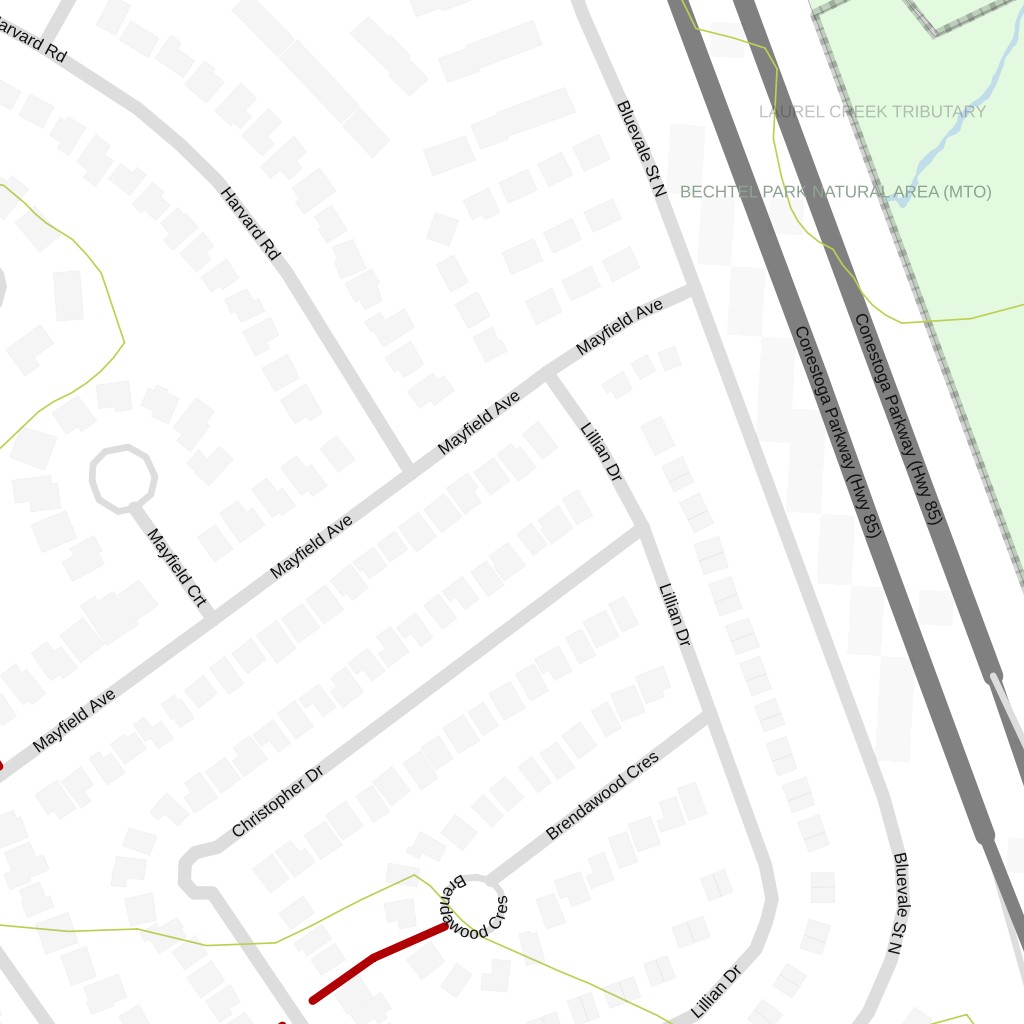 Harvard Rd
Bluevale St N
LAUREL CREEK TRIBUTARY
BECHTEL PARK NATURAL AREA (MTO)
Harvard Rd
Mayfield Ave
Conestoga Parkway (Hwy 85)
Conestoga Parkway (Hwy 85)
Mayfield Ave
Lillian Dr
Mayfield Ave
Mayfield Crt
Lillian Dr
Mayfield Ave
Christopher Dr
Brendawood Cres
Brendawood Cres
Bluevale St N
Lillian Dr